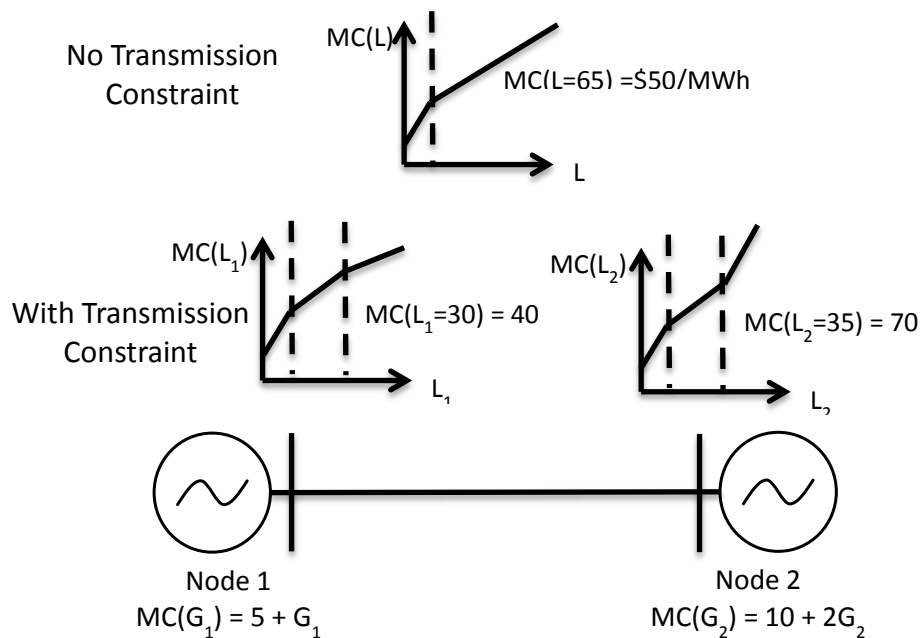 No Transmission
Constraint
MC(L)
MC(L=65) =$50/MWh
L
With Transmission
Constraint
MC(L₁)
MC(L₁=30) = 40
L₁
MC(L₂)
MC(L₂=35) = 70
L₂
Node 1
MC(G₁) = 5 + G₁
Node 2
MC(G₂) = 10 + 2G₂